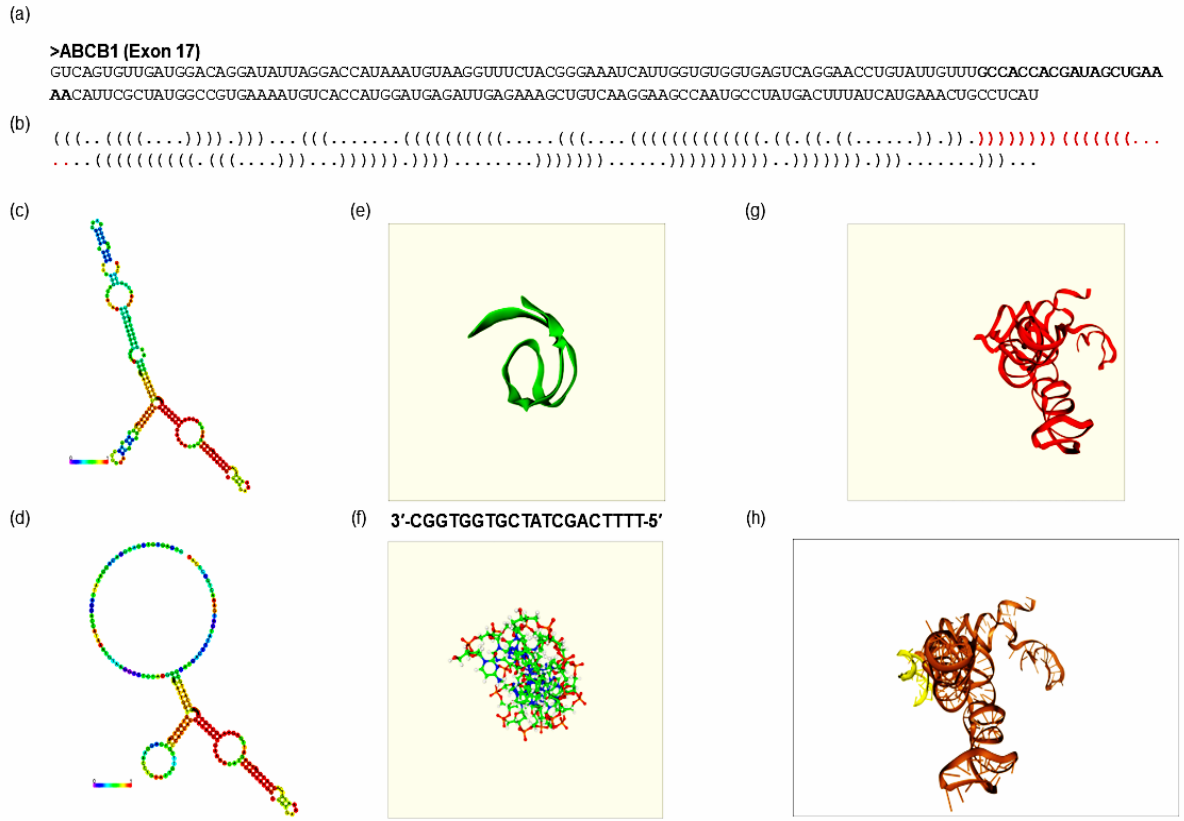 (a)
>ABCB1 (Exon 17)
GUCAGUGUUGAUGGACAGGAUAUUAGGACCAUAAAUGUAAGGUUUCUACGGGAAAUCAUUGGUGUGGUGAGUCAGGAACCUGUAUUGUUUGCCACCACGAUAGCUGAA
AACAUUCGCUAUGGCCGUGAAAAUGUCACCAUGGAUGAGAUUGAGAAAGCUGUCAAGGAAGCCAAUGCCUAUGACUUUAUCAUGAAACUGCCUCAU
(b)
(((..((((....)))).)))...(((.......((((((((((.....(((....(((((((((((((.((..((......)).)).)))))))) (((((((...
....((((((((((.(((....)))...)))))).))))........)))))))......)))))))))).)))))))).)))........)))...
(c)
(e)
(g)
(d)
(f)
3′-CGGTGGTGCTATCGACTTTT-5′
(h)